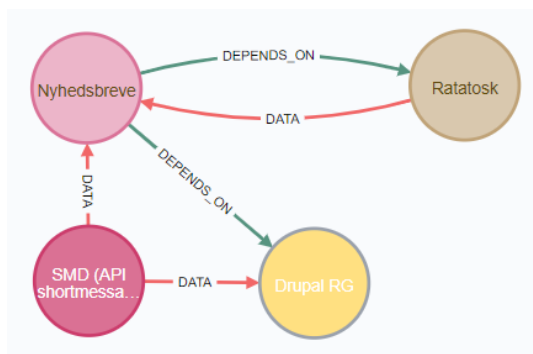 DEPENDS_ON
Nyhedsbreve
Ratatosk
DATA
DATA
DEPENDS_ON
SMD (API
shortmessa...
DATA
Drupal RG